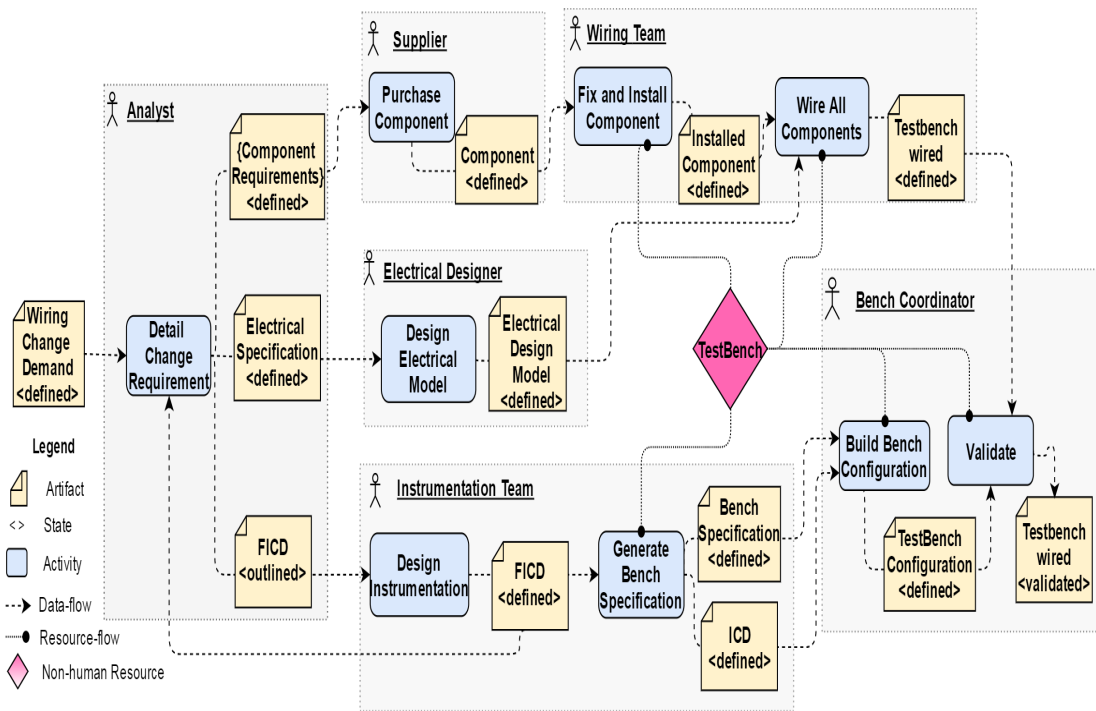 Supplier
Purchase
Component
Component
<defined>
Wiring Team
Fix and Install
Component
Installed
Component
<defined>
Wire All
Components
Testbench
wired
<defined>
Analyst
{Component
Requirements}
<defined>
Wiring
Change
Demand
<defined>
Detail
Change
Requirement
Electrical
Specification
<defined>
FICD
<outlined>
Electrical Designer
Design
Electrical
Model
Electrical
Design
Model
<defined>
TestBench
Bench Coordinator
Build Bench
Configuration
Validate
TestBench
Configuration
<defined>
Testbench
wired
<validated>
Instrumentation Team
Design
Instrumentation
FICD
<defined>
Generate
Bench
Specification
Bench
Specification
<defined>
ICD
<defined>
Legend
Artifact
<> State
Activity
Data-flow
Resource-flow
Non-human Resource